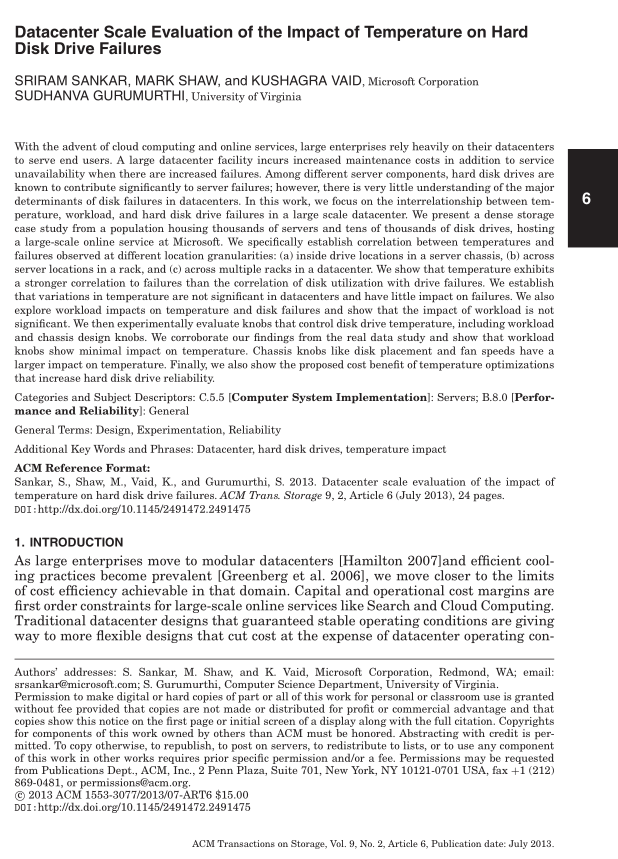 Datacenter Scale Evaluation of the Impact of Temperature on Hard
Disk Drive Failures
SRIRAM SANKAR, MARK SHAW, and KUSHAGRA VAID, Microsoft Corporation
SUDHANVA GURUMURTHI, University of Virginia
With the advent of cloud computing and online services, large enterprises rely heavily on their datacenters
to serve end users. A large datacenter facility incurs increased maintenance costs in addition to service
unavailability when there are increased failures. Among different server components, hard disk drives are
known to contribute significantly to server failures; however, there is very little understanding of the major
determinants of disk failures in datacenters. In this work, we focus on the interrelationship between tem-
perature, workload, and hard disk drive failures in a large scale datacenter. We present a dense storage
case study from a population housing thousands of servers and tens of thousands of disk drives, hosting
a large-scale online service at Microsoft. We specifically establish correlation between temperatures and
failures observed at different location granularities: (a) inside drive locations in a server chassis, (b) across
server locations in a rack, and (c) across multiple racks in a datacenter. We show that temperature exhibits
a stronger correlation to failures than the correlation of disk utilization with drive failures. We establish
that variations in temperature are not significant in datacenters and have little impact on failures. We also
explore workload impacts on temperature and disk failures and show that the impact of workload is not
significant. We then experimentally evaluate knobs that control disk drive temperature, including workload
and chassis design knobs. We corroborate our findings from the real data study and show that workload
knobs show minimal impact on temperature. Chassis knobs like disk placement and fan speeds have a
larger impact on temperature. Finally, we also show the proposed cost benefit of temperature optimizations
that increase hard disk drive reliability.
Categories and Subject Descriptors: C.5.5 [Computer System Implementation]: Servers; B.8.0 [Perfor-
mance and Reliability]: General
General Terms: Design, Experimentation, Reliability
Additional Key Words and Phrases: Datacenter, hard disk drives, temperature impact
ACM Reference Format:
Sankar, S., Shaw, M., Vaid, K., and Gurumurthi, S. 2013. Datacenter scale evaluation of the impact of
temperature on hard disk drive failures. ACM Trans. Storage 9, 2, Article 6 (July 2013), 24 pages.
DOI:http://dx.doi.org/10.1145/2491472.2491475
1. INTRODUCTION
As large enterprises move to modular datacenters [Hamilton 2007]and efficient cool-
ing practices become prevalent [Greenberg et al. 2006], we move closer to the limits
of cost efficiency achievable in that domain. Capital and operational cost margins are
first order constraints for large-scale online services like Search and Cloud Computing.
Traditional datacenter designs that guaranteed stable operating conditions are giving
way to more flexible designs that cut cost at the expense of datacenter operating con-
Authors' addresses: S. Sankar, M. Shaw, and K. Vaid, Microsoft Corporation, Redmond, WA; email:
srsankar@microsoft.com; S. Gurumurthi, Computer Science Department, University of Virginia.
Permission to make digital or hard copies of part or all of this work for personal or classroom use is granted
without fee provided that copies are not made or distributed for profit or commercial advantage and that
copies show this notice on the first page or initial screen of a display along with the full citation. Copyrights
for components of this work owned by others than ACM must be honored. Abstracting with credit is per-
mitted. To copy otherwise, to republish, to post on servers, to redistribute to lists, or to use any component
of this work in other works requires prior specific permission and/or a fee. Permissions may be requested
from Publications Dept., ACM, Inc., 2 Penn Plaza, Suite 701, New York, NY 10121-0701 USA, fax +1 (212)
869-0481, or permissions@acm.org.
© 2013 ACM 1553-3077/2013/07-ART6 $15.00
DOI:http://dx.doi.org/10.1145/2491472.2491475
ACM Transactions on Storage, Vol. 9, No. 2, Article 6, Publication date: July 2013.
6